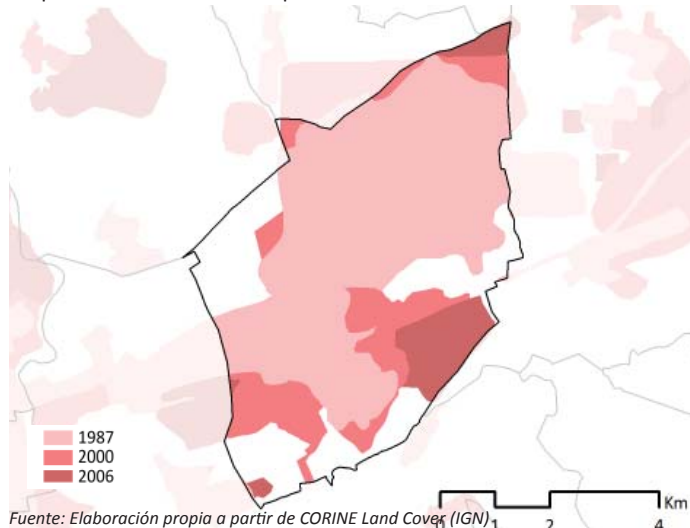 1987
2000
2006
Km
Fuente: Elaboración propia a partir de CORINE Land Cover (IGN)
0 1 2 4